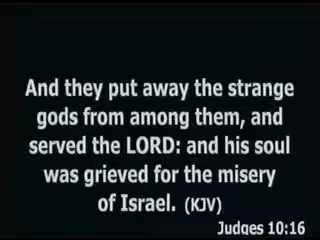 And they put away the strange
gods from among them, and
served the LORD: and his soul
was grieved for the misery
of Israel. (KJV)
Judges 10:16